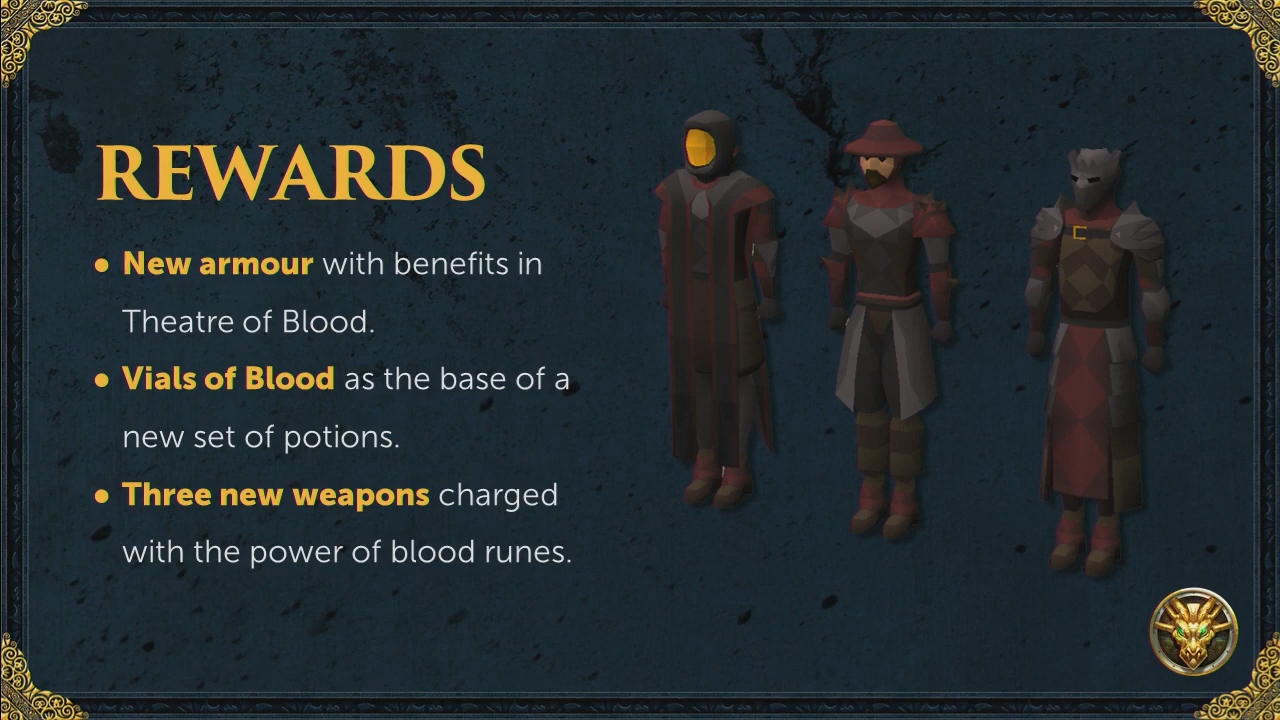 REWARDS
● New armour with benefits in
Theatre of Blood.
● Vials of Blood as the base of a
new set of potions.
● Three new weapons charged
with the power of blood runes.